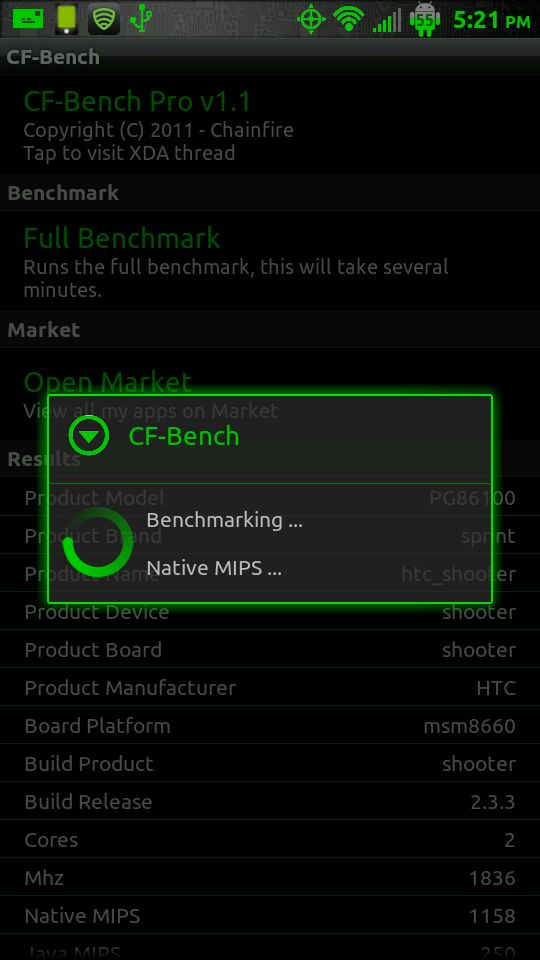 55
5:21 PM
CF-Bench
CF-Bench Pro v1.1
Copyright (C) 2011 - Chainfire
Tap to visit XDA thread
Benchmark
Full Benchmark
Runs the full benchmark, this will take several
minutes.
Market
Open Market
View all my apps on Market
CF-Bench
Results
Product Model PG86100
Benchmarking ...
Product Brand sprint
Native MIPS ...
Product Name htc_shooter
Product Device shooter
Product Board shooter
Product Manufacturer HTC
Board Platform msm8660
Build Product shooter
Build Release 2.3.3
Cores 2
Mhz 1836
Native MIPS 1158
Java MIPS 250